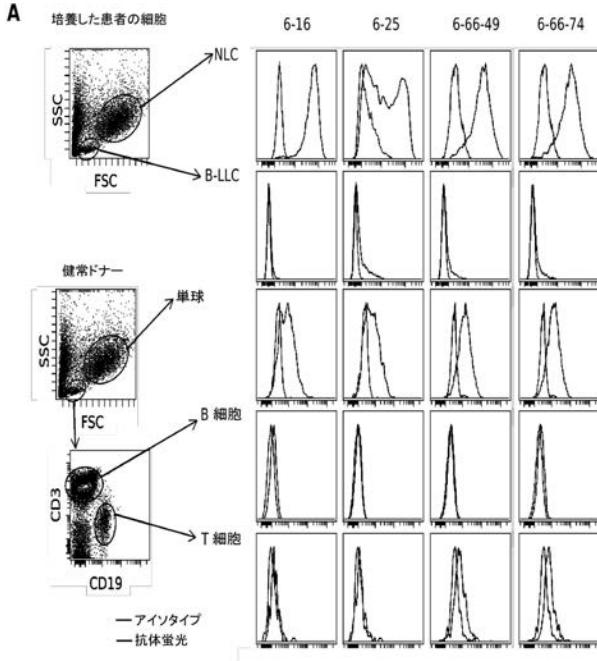 A
培養した患者の細胞
6-16
6-25
6-66-49
6-66-74
NLC
SSC
FSC
B-LLC
健常ドナー
単球
SSC
FSC
B 細胞
CD3
T 細胞
CD19
アイソタイプ
抗体蛍光